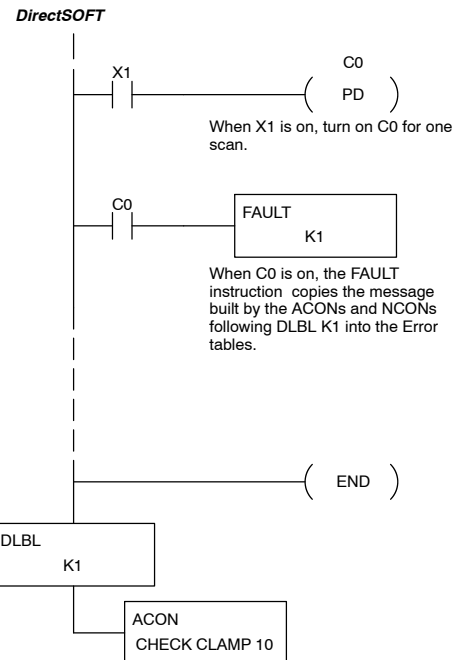 DirectSOFT
X1
C0
PD
When X1 is on, turn on C0 for one
scan.
C0
FAULT
K1
When C0 is on, the FAULT
instruction copies the message
built by the ACONs and NCONs
following DLBL K1 into the Error
tables.
END
DLBL
K1
ACON
CHECK CLAMP 10